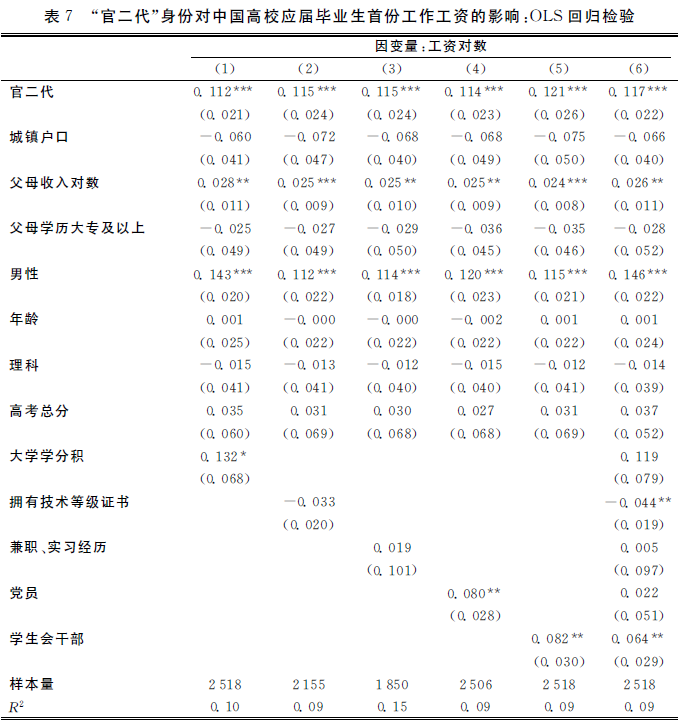 表 7 “官二代”身份对中国高校应届毕业生首份工作工资的影响:OLS 回归检验
因变量:工资对数
(1) (2) (3) (4) (5) (6)
官二代 0.112*** 0.115*** 0.115*** 0.114*** 0.121*** 0.117***
(0.021) (0.024) (0.024) (0.023) (0.026) (0.022)
城镇户口 −0.060 −0.072 −0.068 −0.068 −0.075 −0.066
(0.041) (0.047) (0.040) (0.049) (0.050) (0.040)
父母收入对数 0.028** 0.025*** 0.025** 0.025** 0.024*** 0.026**
(0.011) (0.009) (0.010) (0.009) (0.008) (0.011)
父母学历大专及以上 −0.025 −0.027 −0.029 −0.036 −0.035 −0.028
(0.049) (0.049) (0.050) (0.045) (0.046) (0.052)
男性 0.143*** 0.112*** 0.114*** 0.120*** 0.115*** 0.146***
(0.020) (0.022) (0.018) (0.023) (0.021) (0.022)
年龄 0.001 −0.000 −0.000 −0.002 0.001 0.001
(0.025) (0.022) (0.022) (0.022) (0.022) (0.024)
理科 −0.015 −0.013 −0.012 −0.015 −0.012 −0.014
(0.041) (0.041) (0.040) (0.040) (0.041) (0.039)
高考总分 0.035 0.031 0.030 0.027 0.031 0.037
(0.060) (0.069) (0.068) (0.068) (0.069) (0.052)
大学学分积 0.132* 0.119
(0.068) (0.079)
拥有技术等级证书 −0.033 −0.044**
(0.020) (0.019)
兼职、实习经历 0.019 0.005
(0.101) (0.097)
党员 0.080** 0.022
(0.028) (0.051)
学生会干部 0.082** 0.064**
(0.030) (0.029)
样本量 2 518 2 155 1 850 2 506 2 518 2 518
R2 0.10 0.09 0.15 0.09 0.09 0.09